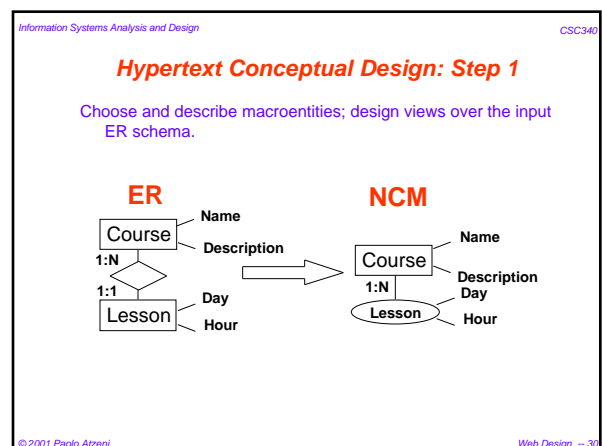 Information Systems Analysis and Design
CSC340
Hypertext Conceptual Design: Step 1
Choose and describe macroentities; design views over the input
ER schema.
ER
Course
Name
Description
1:N
1:1
Lesson
Day
Hour
NCM
Course
Name
Description
1:N
Lesson
Day
Hour
© 2001 Paolo Atzeni
Web Design -- 30